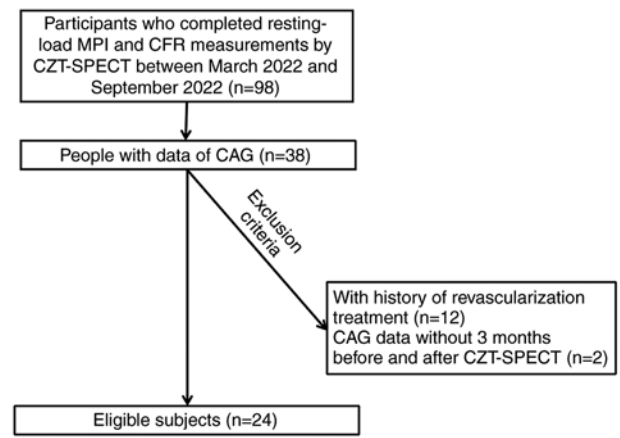 Participants who completed resting-
load MPI and CFR measurements by
CZT-SPECT between March 2022 and
September 2022 (n=98)
People with data of CAG (n=38)
Exclusion
criteria
With history of revascularization
treatment (n=12)
CAG data without 3 months
before and after CZT-SPECT (n=2)
Eligible subjects (n=24)